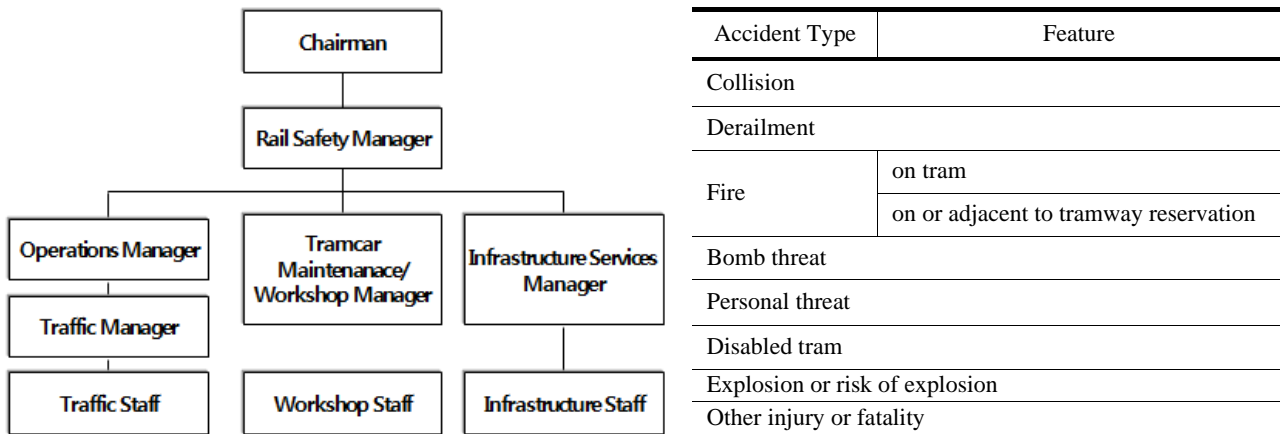 Chairman
Rail Safety Manager
Operations Manager
Tramcar
Maintenanace/
Workshop Manager
Infrastructure Services
Manager
Traffic Manager
Traffic Staff
Workshop Staff
Infrastructure Staff
Accident Type Feature
Collision
Derailment
Fire
on tram
on or adjacent to tramway reservation
Bomb threat
Personal threat
Disabled tram
Explosion or risk of explosion
Other injury or fatality